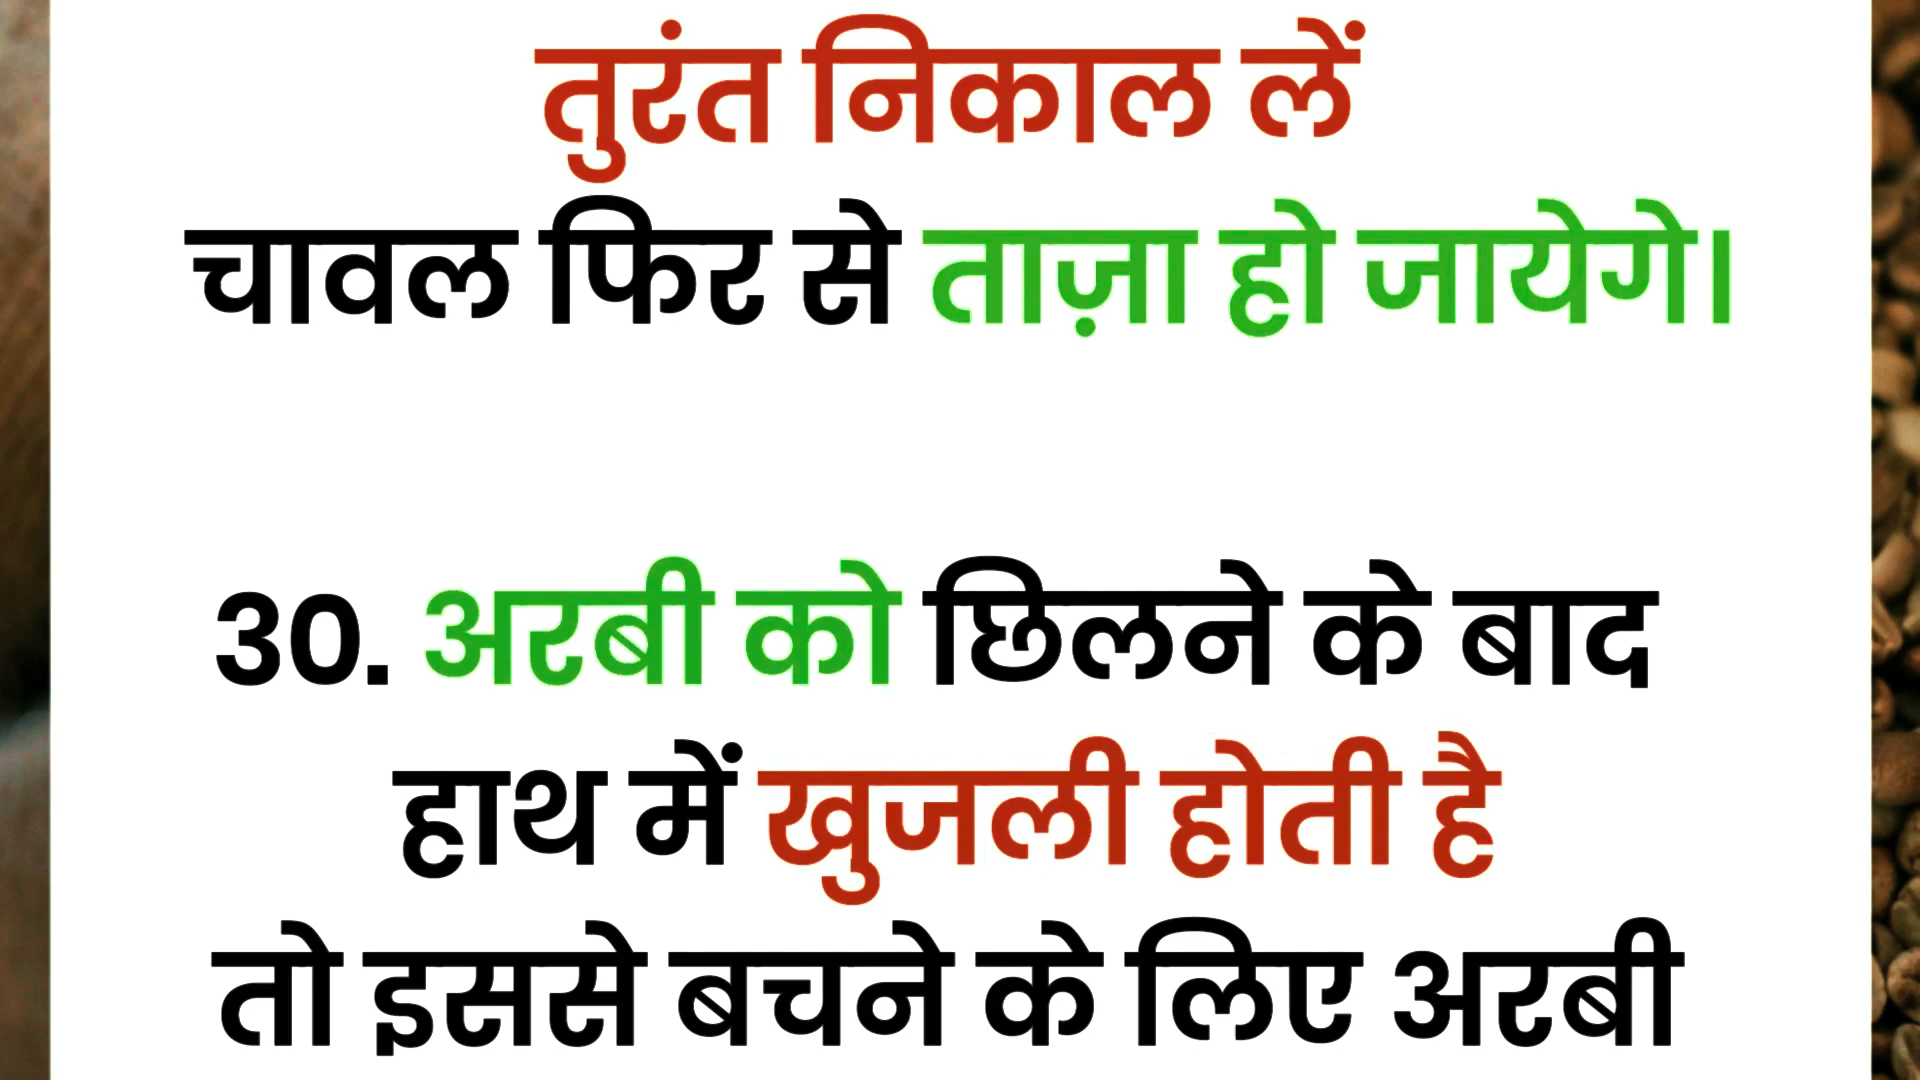 तुरंत निकाल लें
चावल फिर से ताज़ा हो जायेगे।
30. अरबी को छिलने के बाद
हाथ में खुजली होती है
तो इससे बचने के लिए अरबी